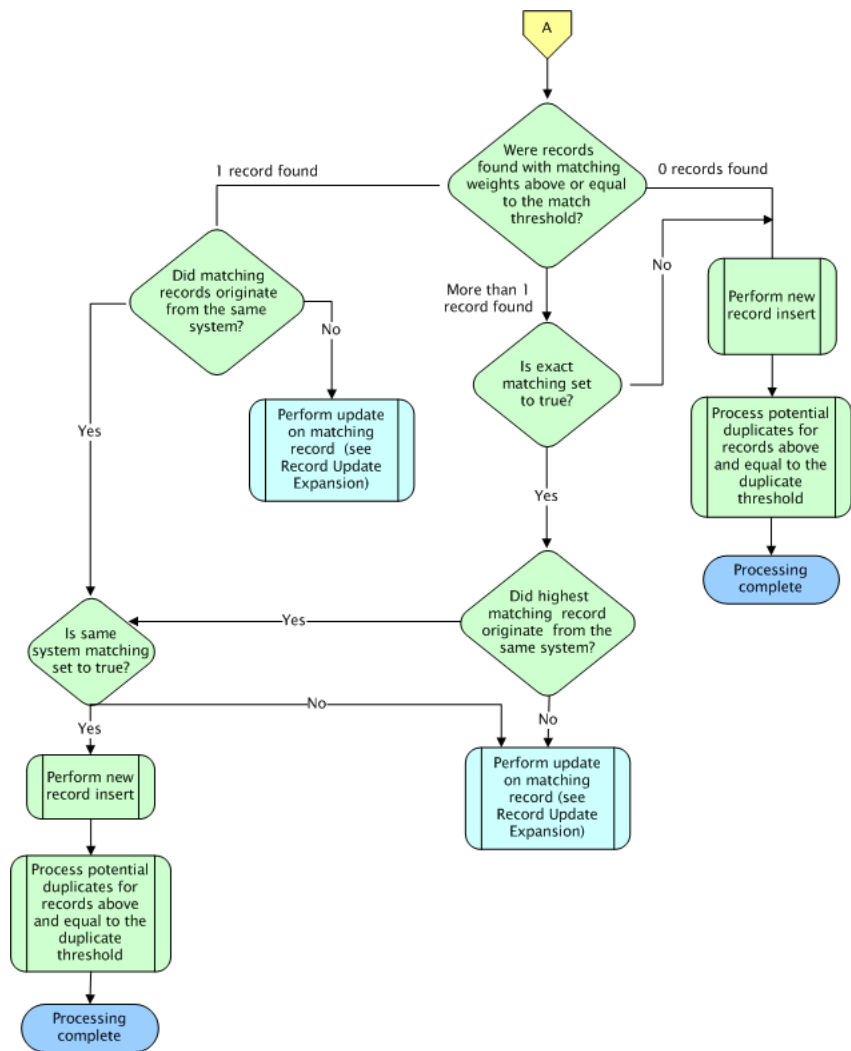 A
Were records
found with matching
weights above or equal
to the match
threshold?
1 record found
0 records found
Did matching
records originate
from the same
system?
No
More than 1
record found
No
Perform new
record insert
Is exact
matching set
to true?
Yes
Perform update
on matching
record (see
Record Update
Expansion)
Process potential
duplicates for
records above
and equal to the
duplicate
threshold
Yes
Processing
complete
Did highest
matching record
originate from the
same system?
Yes
Is same
system matching
set to true?
No
No
Yes
Perform new
record insert
Perform update
on matching
record (see
Record Update
Expansion)
Process potential
duplicates for
records above
and equal to the
duplicate
threshold
Processing
complete